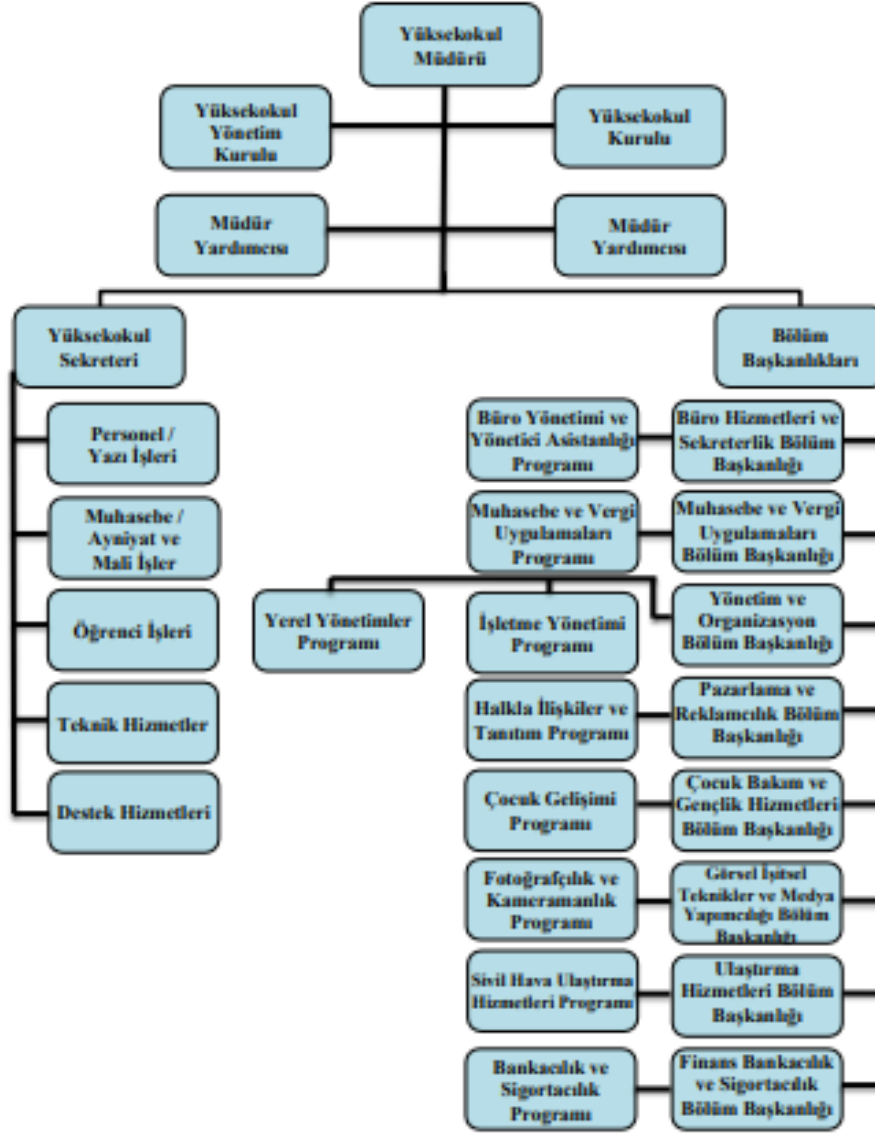 Yüksekokul
Müdürü
Yüksekokul
Yönetim
Kurulu
Yüksekokul
Kurulu
Müdür
Yardımcısı
Müdür
Yardımcısı
Yüksekokul
Sekreteri
Bölüm
Başkanlıkları
Personel /
Yazı İşleri
Muhasebe /
Ayniyat ve
Mali İşler
Öğrenci İşleri
Teknik Hizmetler
Destek Hizmetleri
Büro Yönetimi ve
Yönetici Asistanlığı
Programı
Büro Hizmetleri ve
Sekreterlik Bölüm
Başkanlığı
Muhasebe ve Vergi
Uygulamaları
Programı
Muhasebe ve Vergi
Uygulamaları
Bölüm Başkanlığı
Yerel Yönetimler
Programı
İşletme Yönetimi
Programı
Yönetim ve
Organizasyon
Bölüm Başkanlığı
Halkla İlişkiler ve
Tanıtım Programı
Pazarlama ve
Reklamcılık Bölüm
Başkanlığı
Çocuk Gelişimi
Programı
Çocuk Bakım ve
Gençlik Hizmetleri
Bölüm Başkanlığı
Fotoğrafçılık ve
Kameramanlık
Programı
Görsel İşitsel
Teknikler ve Medya
Yapımcılığı Bölüm
Başkanlığı
Sivil Hava Ulaştırma
Hizmetleri Programı
Ulaştırma
Hizmetleri Bölüm
Başkanlığı
Bankacılık ve
Sigortacılık
Programı
Finans Bankacılık
ve Sigortacılık
Bölüm Başkanlığı